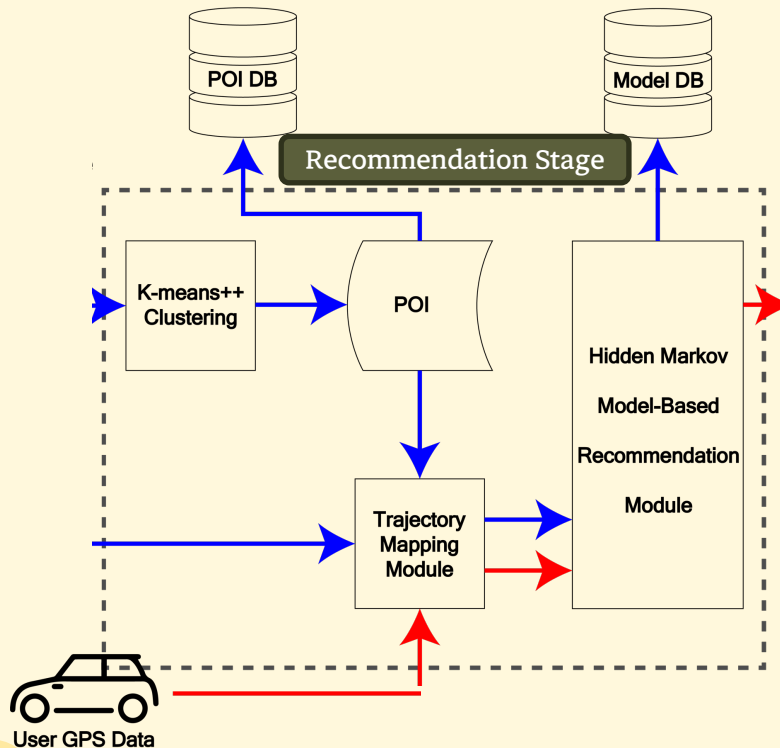 POI DB
Model DB
Recommendation Stage
K-means++
Clustering
POI
Hidden Markov
Model-Based
Recommendation
Module
Trajectory
Mapping
Module
User GPS Data